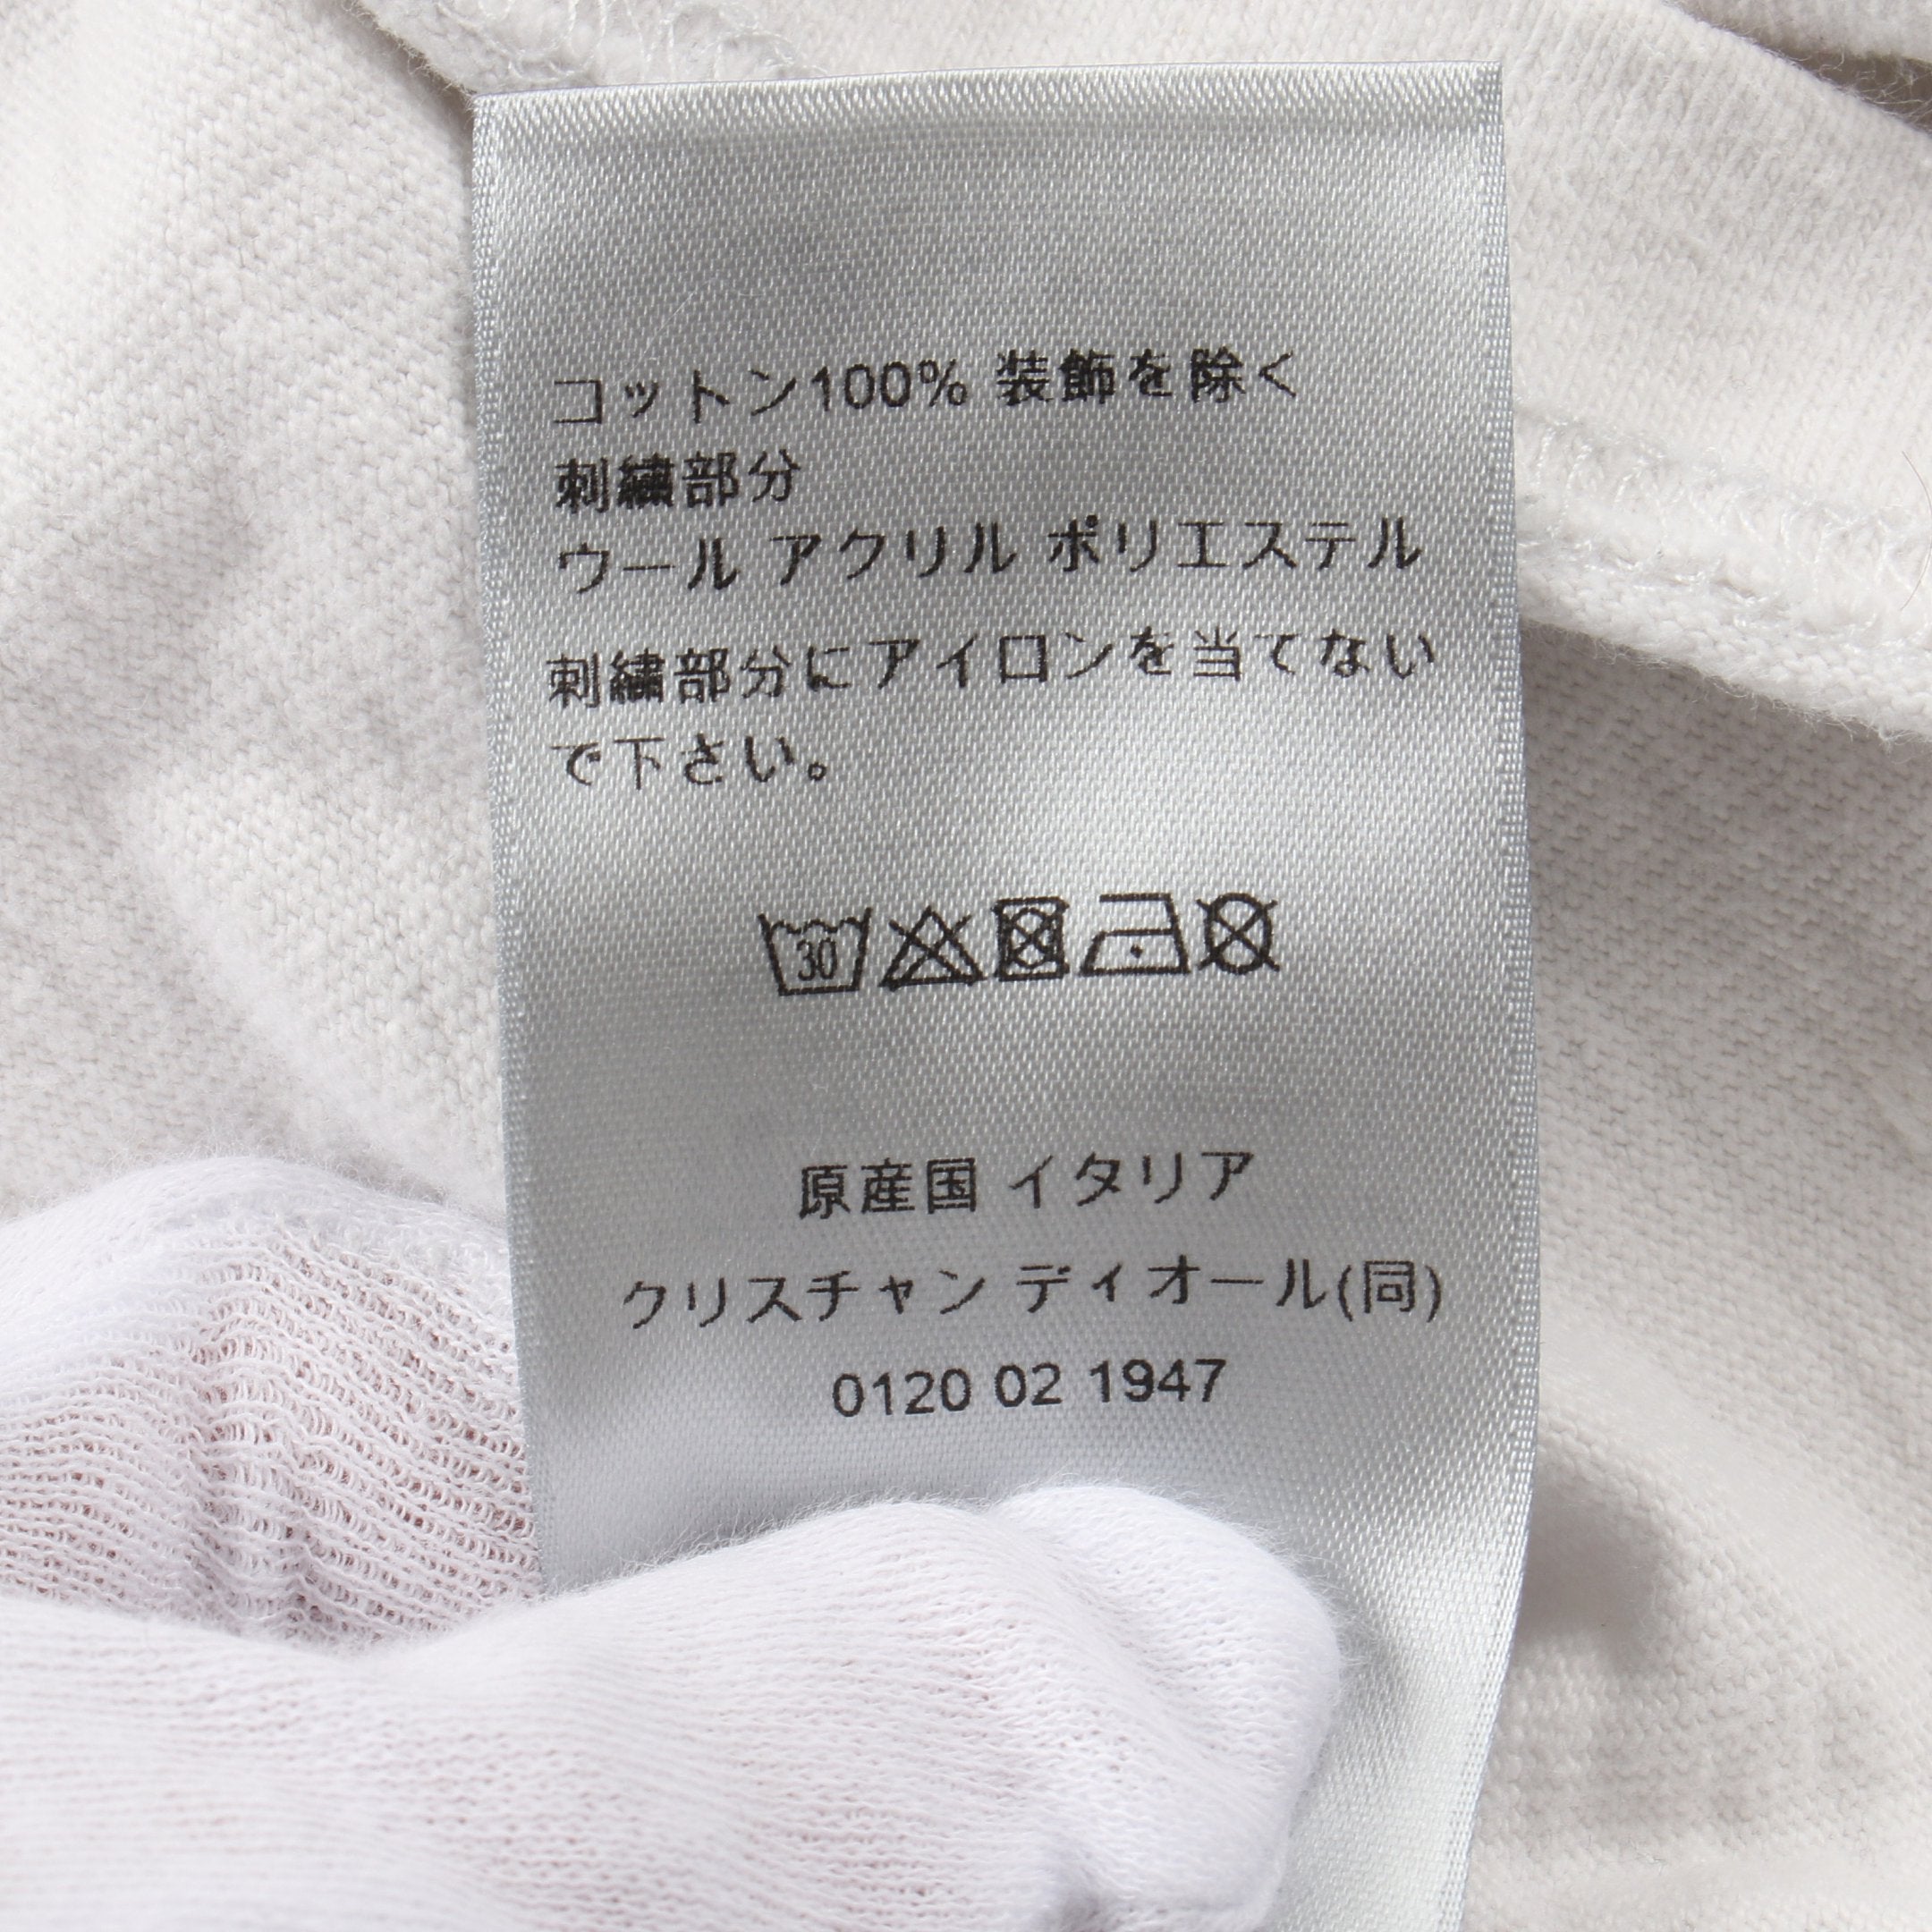 コットン100% 装飾を除く
刺繍部分
ウール アクリル ポリエステル
刺繍部分にアイロンを当てない
で下さい。
30
原産国 イタリア
クリスチャン ディオール(同)
0120 02 1947